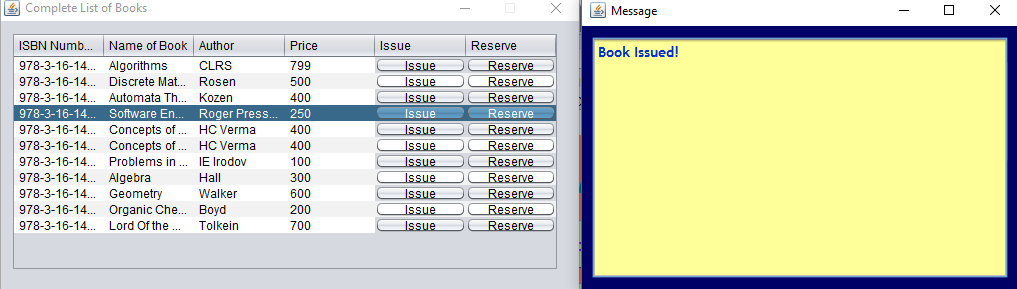 Complete List of Books
ISBN Numb... Name of Book Author Price Issue Reserve
978-3-16-14... Algorithms CLRS 799 Issue Reserve
978-3-16-14... Discrete Mat... Rosen 500 Issue Reserve
978-3-16-14... Automata Th... Kozen 400 Issue Reserve
978-3-16-14... Software En... Roger Press... 250 Issue Reserve
978-3-16-14... Concepts of ... HC Verma 400 Issue Reserve
978-3-16-14... Concepts of ... HC Verma 400 Issue Reserve
978-3-16-14... Problems in ... IE Irodov 100 Issue Reserve
978-3-16-14... Algebra Hall 300 Issue Reserve
978-3-16-14... Geometry Walker 600 Issue Reserve
978-3-16-14... Organic Che... Boyd 200 Issue Reserve
978-3-16-14... Lord Of the ... Tolkein 700 Issue Reserve
Message
Book Issued!